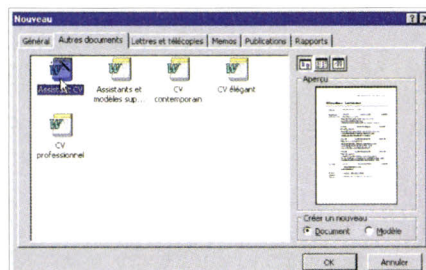 Nouveau
Général Autres documents Lettres et télécopies Memos Publications Rapports
Assistant CV
Assistants et modèles sup...
CV contemporain
CV élégant
CV professionnel
Aperçu
Créer un nouveau
Document Modèle
OK Annuler